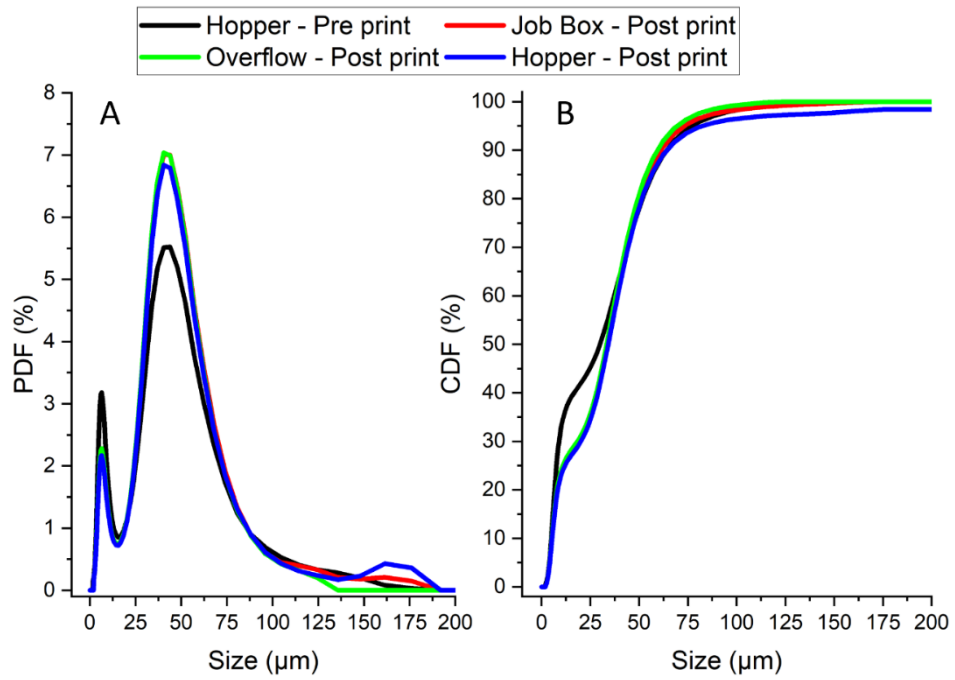 Hopper - Pre print Job Box - Post print
Overflow - Post print Hopper - Post print
A
B
PDF (%)
8
7
6
5
4
3
2
1
0
0 25 50 75 100 125 150 175 200
Size (µm)
CDF (%)
100
90
80
70
60
50
40
30
20
10
0
0 25 50 75 100 125 150 175 200
Size (µm)